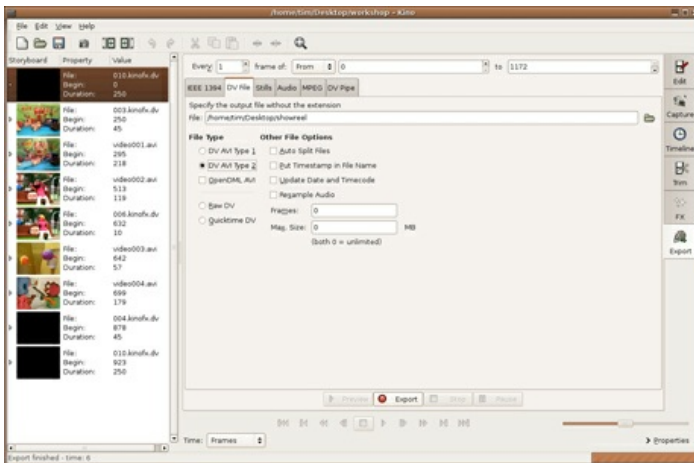 /home/tim/Desktop/workshop - Kino
File Edit View Help
Storyboard Property Value
File: 010.kinofx.dv
Begin: 0
Duration: 250
File: 003.kinofx.dv
Begin: 250
Duration: 45
File: video001.avi
Begin: 295
Duration: 218
File: video002.avi
Begin: 513
Duration: 119
File: 006.kinofx.dv
Begin: 632
Duration: 10
File: video003.avi
Begin: 642
Duration: 57
File: video004.avi
Begin: 699
Duration: 179
File: 004.kinofx.dv
Begin: 878
Duration: 45
File: 010.kinofx.dv
Begin: 923
Duration: 250
Every 1 frame of: From 0 to 1172
IEEE 1394 DV File Stills Audio MPEG DV Pipe
Specify the output file without the extension
File: /home/tim/Desktop/showreel
File Type Other File Options
DV AVI Type 1 Auto Split Files
DV AVI Type 2 Put Timestamp in File Name
OpenDML AVI Update Date and Timecode
Resample Audio
Raw DV Frames: 0
Quicktime DV Max. Size: 0 MB
(both 0 = unlimited)
Edit
Capture
Timeline
Trim
FX
Export
Preview Export Stop Pause
Time: Frames
Properties
Export finished - time: 6